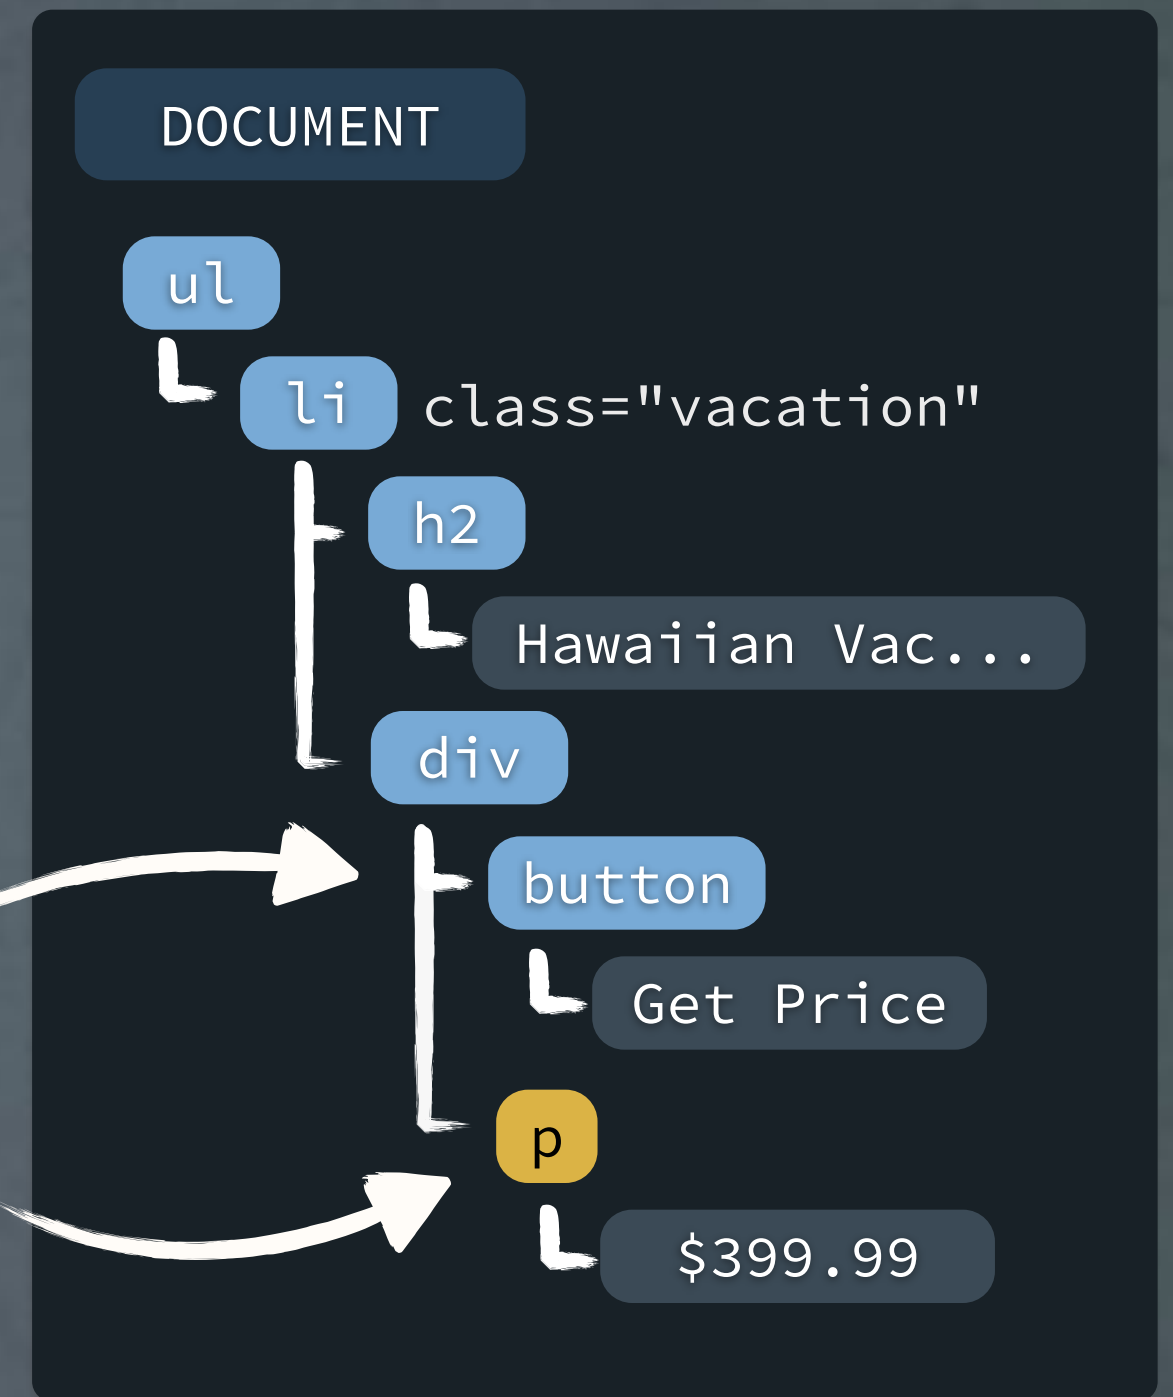 DOCUMENT
ul
li class="vacation"
h2
Hawaiian Vac...
div
button
Get Price
p
$399.99